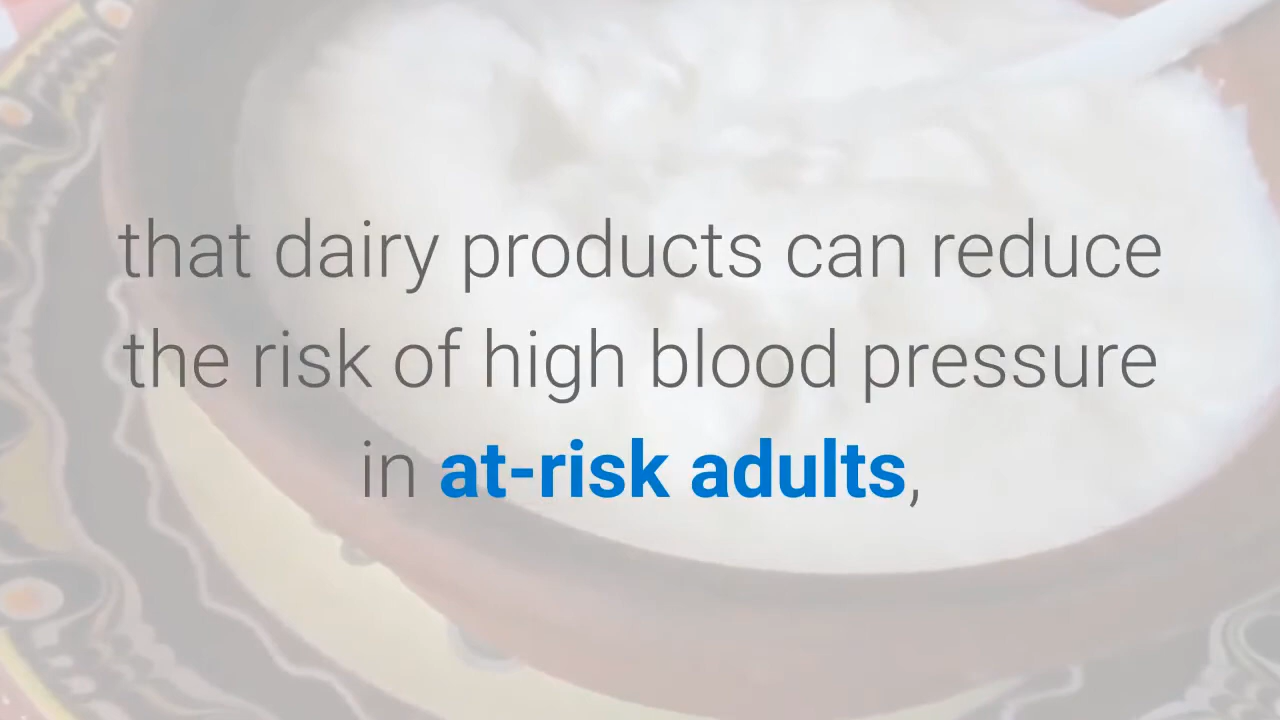 that dairy products can reduce
the risk of high blood pressure
in at-risk adults,